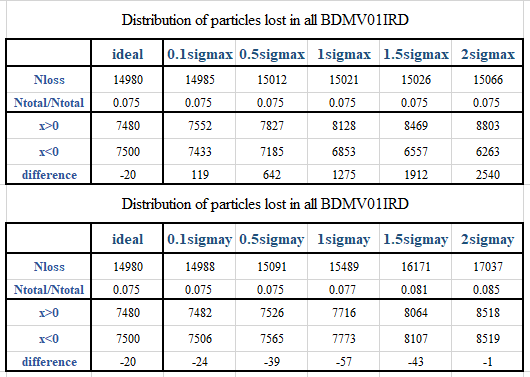 Distribution of particles lost in all BDMV01IRD
ideal 0.1sigmax 0.5sigmax 1sigmax 1.5sigmax 2sigmax
Nloss 14980 14985 15012 15021 15026 15066
Ntotal/Ntotal 0.075 0.075 0.075 0.075 0.075 0.075
x>0 7480 7552 7827 8128 8469 8803
x<0 7500 7433 7185 6853 6557 6263
difference -20 119 642 1275 1912 2540
Distribution of particles lost in all BDMV01IRD
ideal 0.1sigmay 0.5sigmay 1sigmay 1.5sigmay 2sigmay
Nloss 14980 14988 15091 15489 16171 17037
Ntotal/Ntotal 0.075 0.075 0.075 0.077 0.081 0.085
x>0 7480 7482 7526 7716 8064 8518
x<0 7500 7506 7565 7773 8107 8519
difference -20 -24 -39 -57 -43 -1